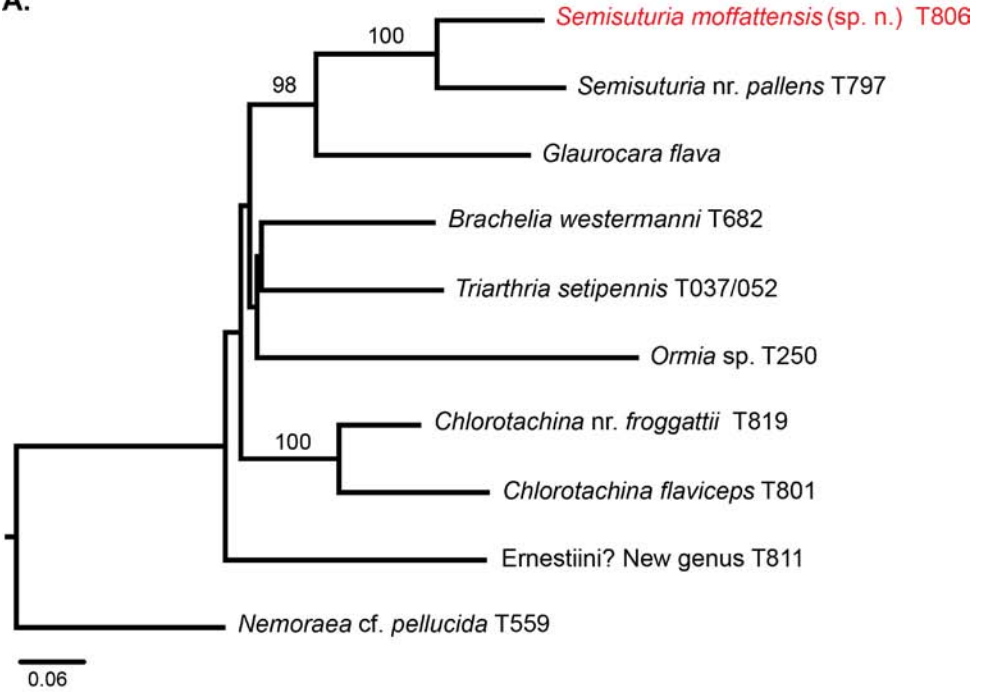 A.
Semisuturia moffattensis (sp. n.) T806
100
Semisuturia nr. pallens T797
98
Glaurocara flava
Brachelia westermanni T682
Triarthria setipennis T037/052
Ormia sp. T250
Chlorotachina nr. froggattii T819
100
Chlorotachina flaviceps T801
Ernestiini? New genus T811
Nemoraea cf. pellucida T559
0.06